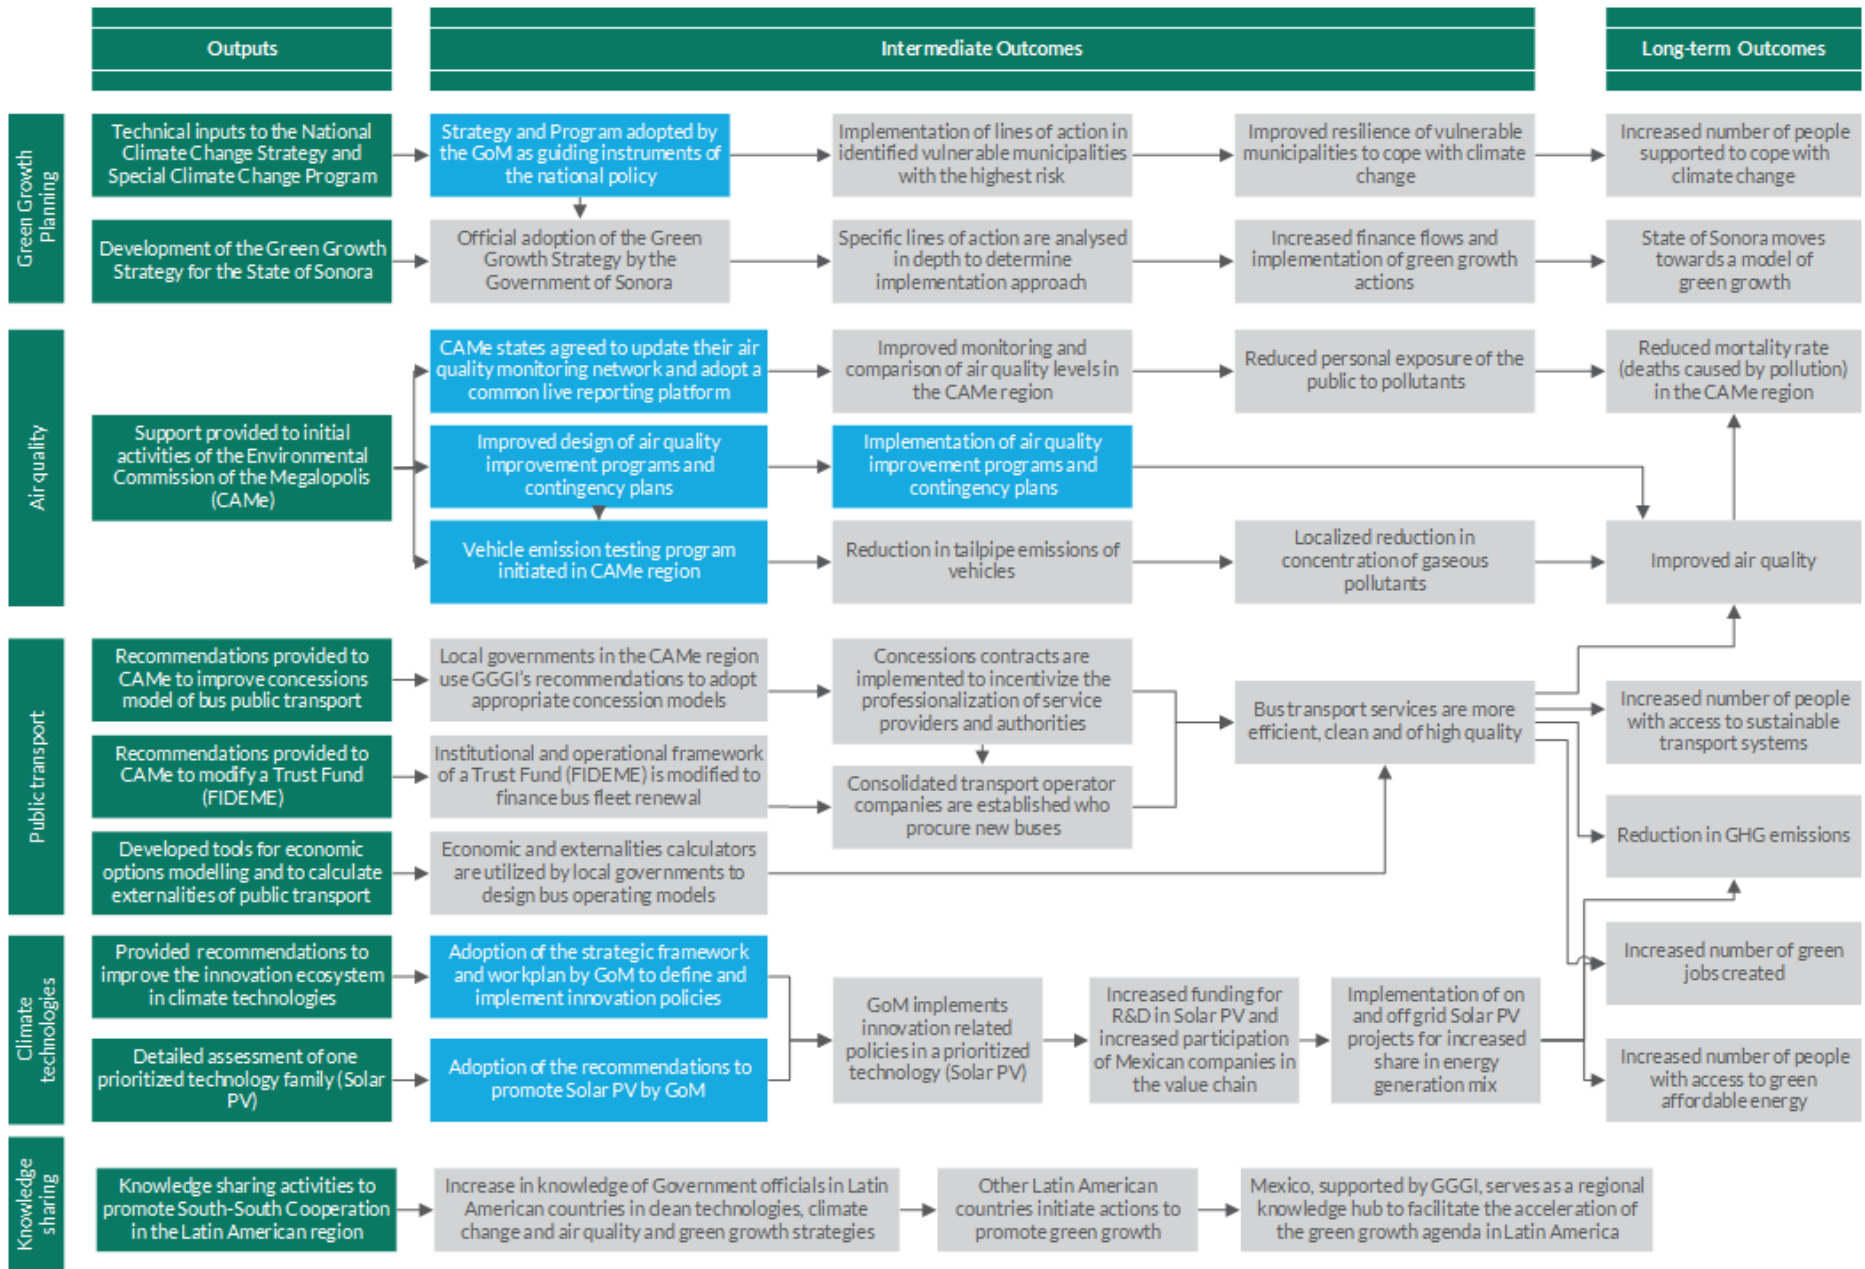 Outputs
Intermediate Outcomes
Long-term Outcomes
Green Growth
Planning
Technical inputs to the National
Climate Change Strategy and
Special Climate Change Program
Strategy and Program adopted by
the GoM as guiding instruments of
the national policy
Implementation of lines of action in
identified vulnerable municipalities
with the highest risk
Improved resilience of vulnerable
municipalities to cope with climate
change
Increased number of people
supported to cope with
climate change
Development of the Green Growth
Strategy for the State of Sonora
Official adoption of the Green
Growth Strategy by the
Government of Sonora
Specific lines of action are analysed
in depth to determine
implementation approach
Increased finance flows and
implementation of green growth
actions
State of Sonora moves
towards a model of
green growth
Air quality
Support provided to initial
activities of the Environmental
Commission of the Megalopolis
(CAMe)
CAMe states agreed to update their air
quality monitoring network and adopt a
common live reporting platform
Improved monitoring and
comparison of air quality levels in
the CAMe region
Reduced personal exposure of the
public to pollutants
Reduced mortality rate
(deaths caused by pollution)
in the CAMe region
Improved design of air quality
improvement programs and
contingency plans
Implementation of air quality
improvement programs and
contingency plans
Vehicle emission testing program
initiated in CAMe region
Reduction in tailpipe emissions of
vehicles
Localized reduction in
concentration of gaseous
pollutants
Improved air quality
Public transport
Recommendations provided to
CAMe to improve concessions
model of bus public transport
Local governments in the CAMe region
use GGGI's recommendations to adopt
appropriate concession models
Concessions contracts are
implemented to incentivize the
professionalization of service
providers and authorities
Bus transport services are more
efficient, clean and of high quality
Increased number of people
with access to sustainable
transport systems
Recommendations provided to
CAMe to modify a Trust Fund
(FIDEME)
Institutional and operational framework
of a Trust Fund (FIDEME) is modified to
finance bus fleet renewal
Consolidated transport operator
companies are established who
procure new buses
Reduction in GHG emissions
Developed tools for economic
options modelling and to calculate
externalities of public transport
Economic and externalities calculators
are utilized by local governments to
design bus operating models
Climate
technologies
Provided recommendations to
improve the innovation ecosystem
in climate technologies
Adoption of the strategic framework
and workplan by GoM to define and
implement innovation policies
GoM implements
innovation related
policies in a prioritized
technology (Solar PV)
Increased funding for
R&D in Solar PV and
increased participation
of Mexican companies in
the value chain
Implementation of on
and off grid Solar PV
projects for increased
share in energy
generation mix
Increased number of green
jobs created
Detailed assessment of one
prioritized technology family (Solar
PV)
Adoption of the recommendations to
promote Solar PV by GoM
Increased number of people
with access to green
affordable energy
Knowledge
sharing
Knowledge sharing activities to
promote South-South Cooperation
in the Latin American region
Increase in knowledge of Government officials in Latin
American countries in clean technologies, climate
change and air quality and green growth strategies
Other Latin American
countries initiate actions to
promote green growth
Mexico, supported by GGGI, serves as a regional
knowledge hub to facilitate the acceleration of
the green growth agenda in Latin America